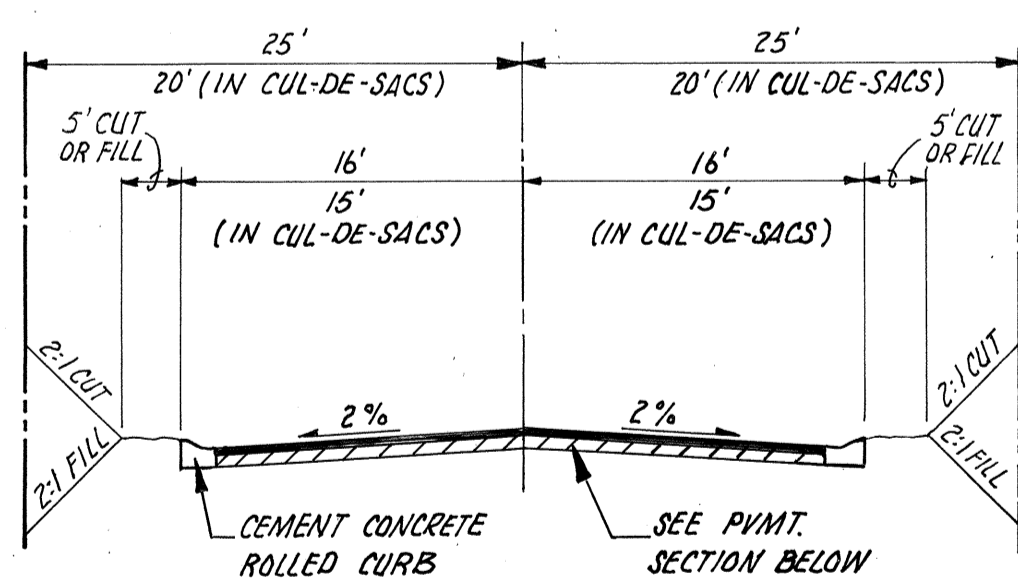 25'
25'
20' (IN CUL-DE-SACS)
20' (IN CUL-DE-SACS)
5' CUT
OR FILL
16'
16'
5' CUT
OR FILL
15'
15'
(IN CUL-DE-SACS)
(IN CUL-DE-SACS)
2:1 CUT
2:1 CUT
2%
2%
2:1 FILL
2:1 FILL
CEMENT CONCRETE
ROLLED CURB
SEE PVMT.
SECTION BELOW